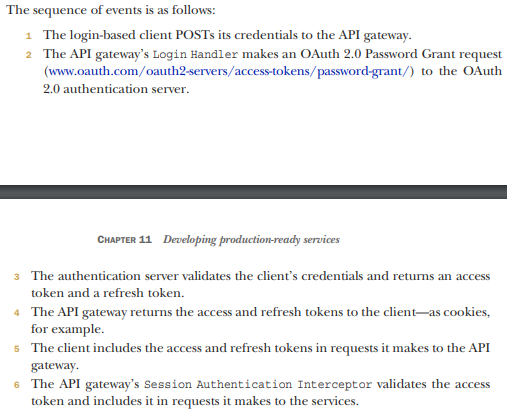 The sequence of events is as follows:
1 The login-based client POSTs its credentials to the API gateway.
2 The API gateway's Login Handler makes an OAuth 2.0 Password Grant request
(www.oauth.com/oauth2-servers/access-tokens/password-grant/) to the OAuth
2.0 authentication server.
CHAPTER 11 Developing production-ready services
3 The authentication server validates the client's credentials and returns an access
token and a refresh token.
4 The API gateway returns the access and refresh tokens to the client—as cookies,
for example.
5 The client includes the access and refresh tokens in requests it makes to the API
gateway.
6 The API gateway's Session Authentication Interceptor validates the access
token and includes it in requests it makes to the services.